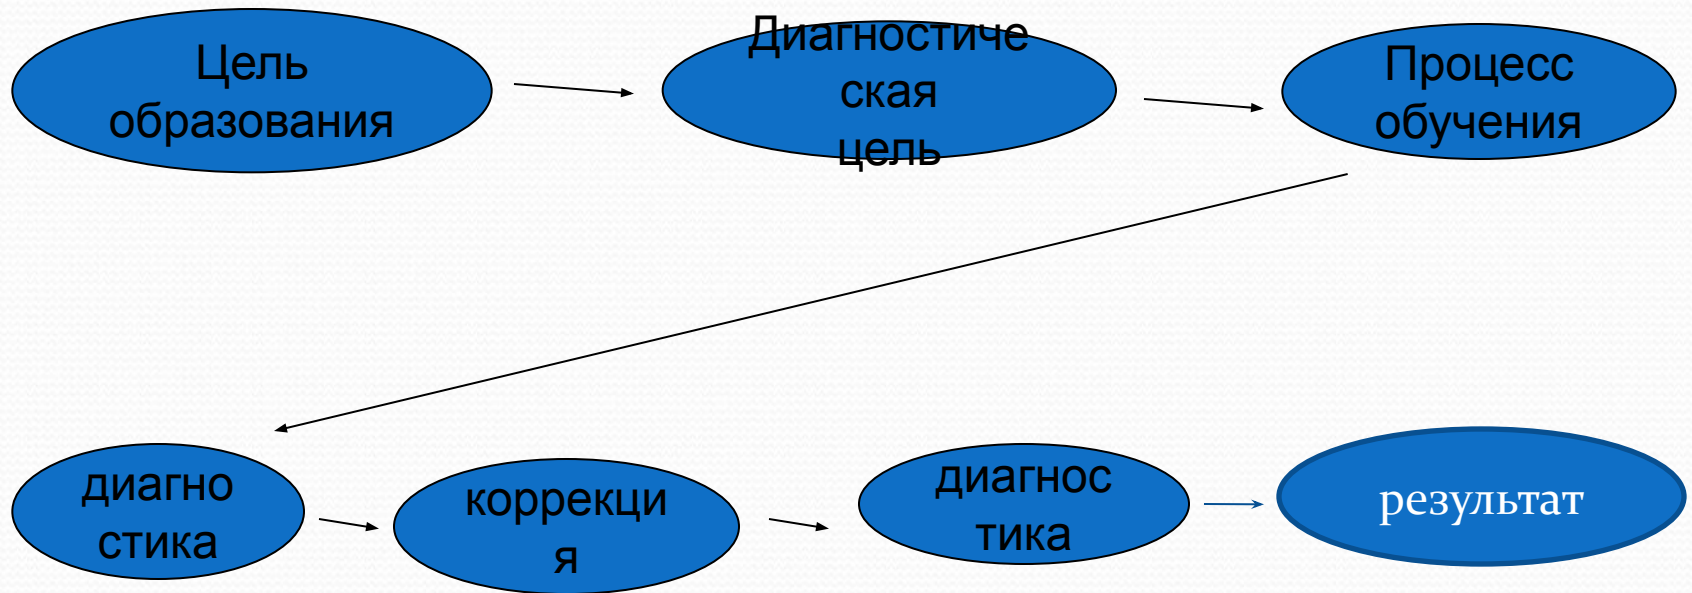 Цель
образования
Диагностиче
ская
цель
Процесс
обучения
диагно
стика
коррекци
я
диагнос
тика
результат